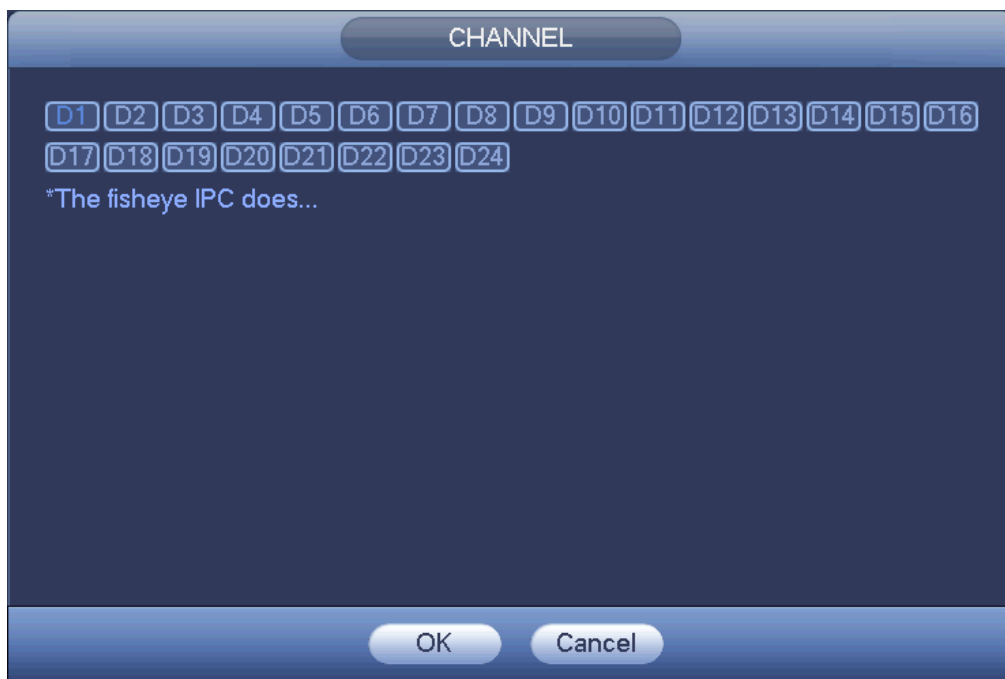 CHANNEL
D1 D2 D3 D4 D5 D6 D7 D8 D9 D10 D11 D12 D13 D14 D15 D16
D17 D18 D19 D20 D21 D22 D23 D24
*The fisheye IPC does...
OK Cancel